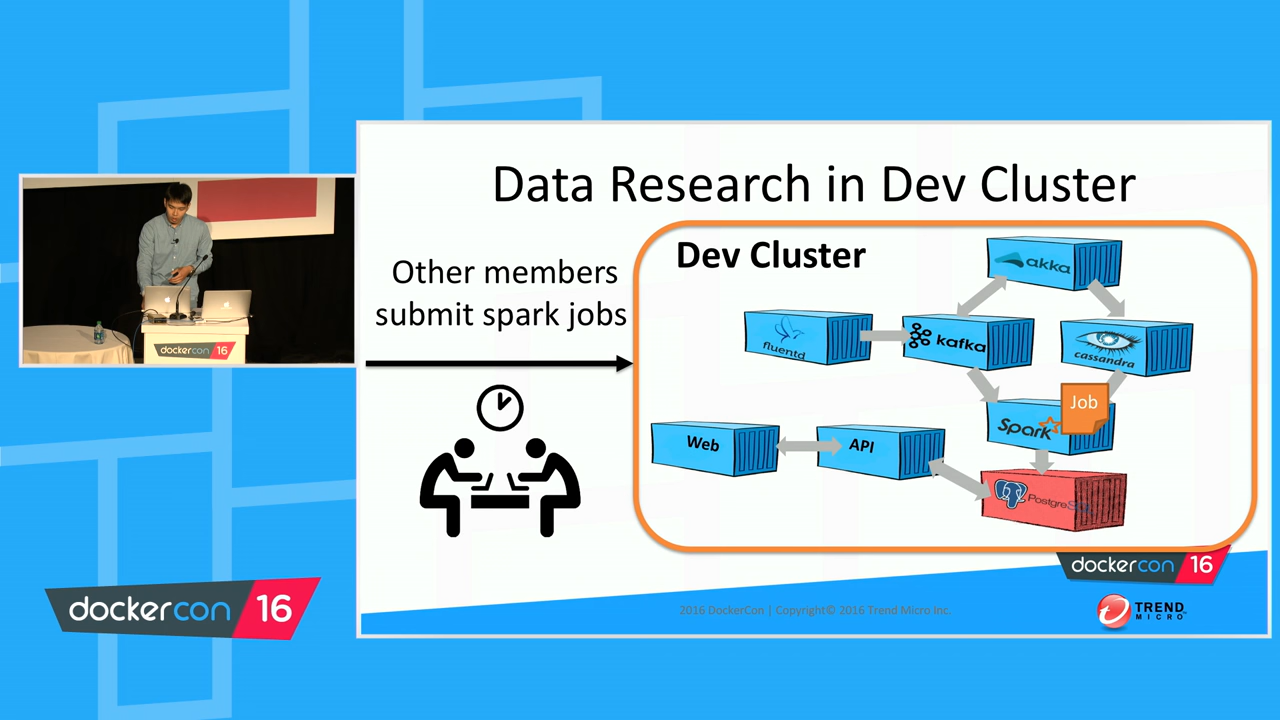 Data Research in Dev Cluster
Other members
submit spark jobs
Dev Cluster
akka
fluentd
kafka
cassandra
Job
Spark
Web
API
PostgreSQL
dockercon 16
dockercon 16
dockercon 16
2016 DockerCon | Copyright© 2016 Trend Micro Inc.
TREND
MICRO